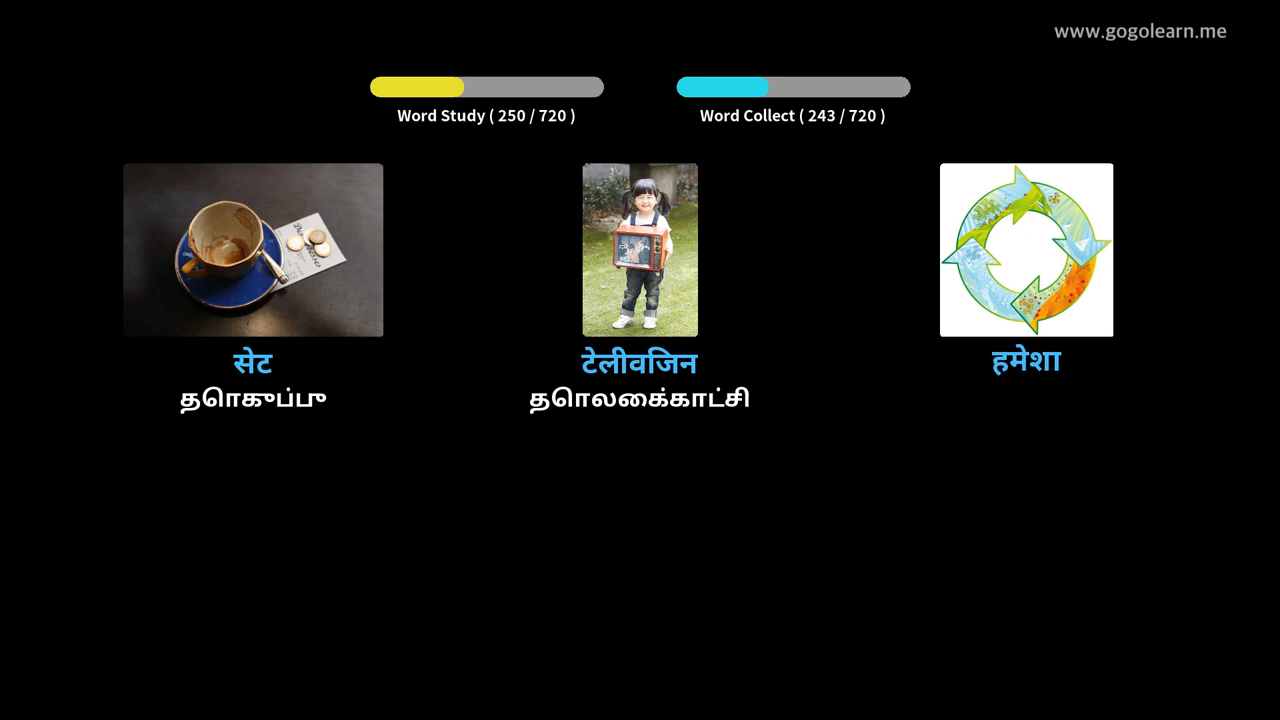 www.gogolearn.me
Word Study ( 250 / 720 )
Word Collect ( 243 / 720 )
सेट
தொகுப்பு
टेलीविजन
தொலைக்காட்சி
हमेशा